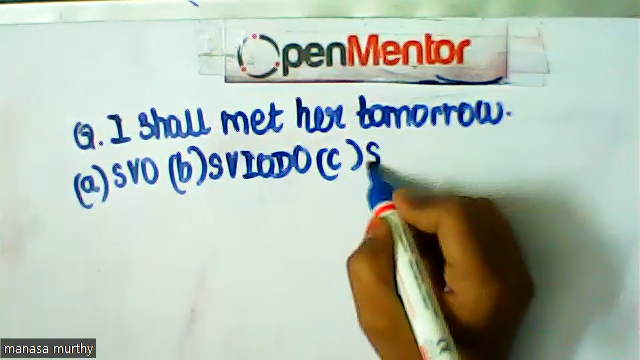 OpenMentor
Q. I shall met her tomorrow.
(a) SVO (b) SVIODO (c) S
manasa murthy